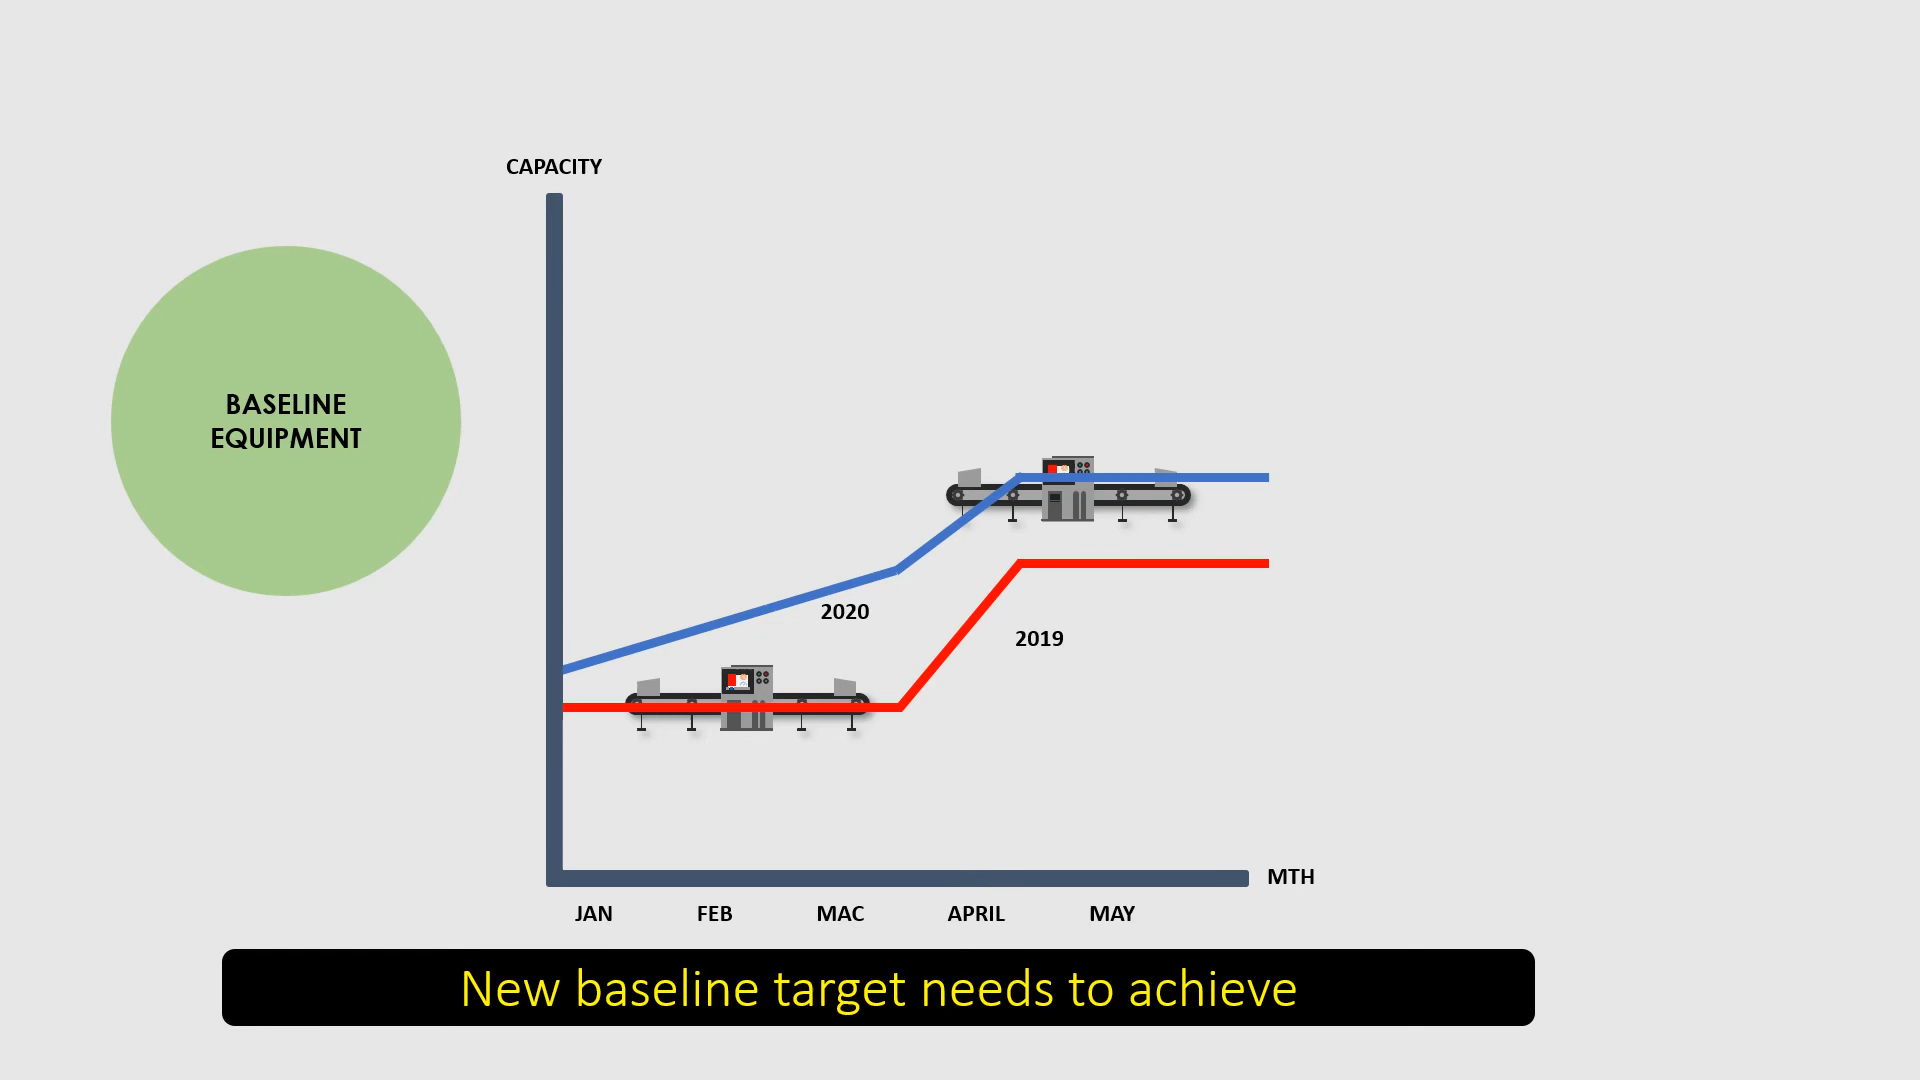 CAPACITY
BASELINE
EQUIPMENT
2020
2019
MTH
JAN FEB MAC APRIL MAY
New baseline target needs to achieve